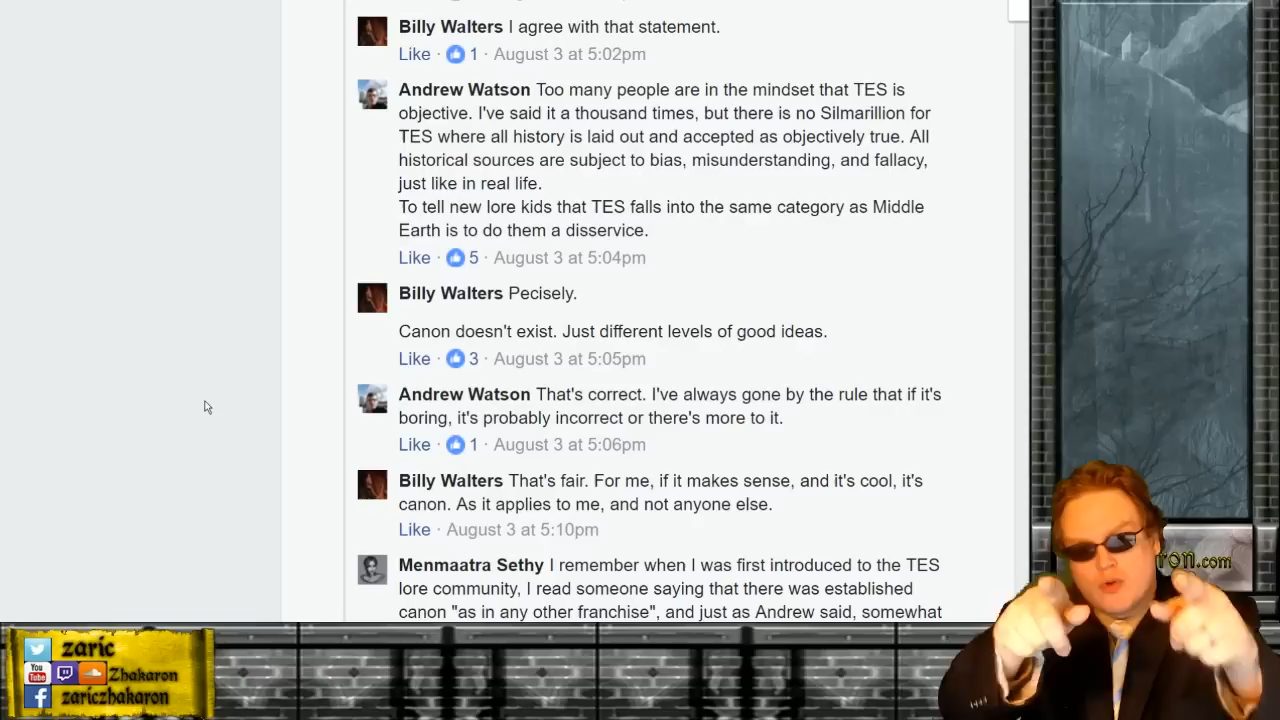 Billy Walters I agree with that statement.
Like · 1 · August 3 at 5:02pm
Andrew Watson Too many people are in the mindset that TES is
objective. I've said it a thousand times, but there is no Silmarillion for
TES where all history is laid out and accepted as objectively true. All
historical sources are subject to bias, misunderstanding, and fallacy,
just like in real life.
To tell new lore kids that TES falls into the same category as Middle
Earth is to do them a disservice.
Like · 5 · August 3 at 5:04pm
Billy Walters Pecisely.
Canon doesn't exist. Just different levels of good ideas.
Like · 3 · August 3 at 5:05pm
Andrew Watson That's correct. I've always gone by the rule that if it's
boring, it's probably incorrect or there's more to it.
Like · 1 · August 3 at 5:06pm
Billy Walters That's fair. For me, if it makes sense, and it's cool, it's
canon. As it applies to me, and not anyone else.
Like · August 3 at 5:10pm
Menmaatra Sethy I remember when I was first introduced to the TES
lore community, I read someone saying that there was established
canon "as in any other franchise", and just as Andrew said, somewhat
ron.com
zaric
You Tube Zhakaron
zariczhakaron